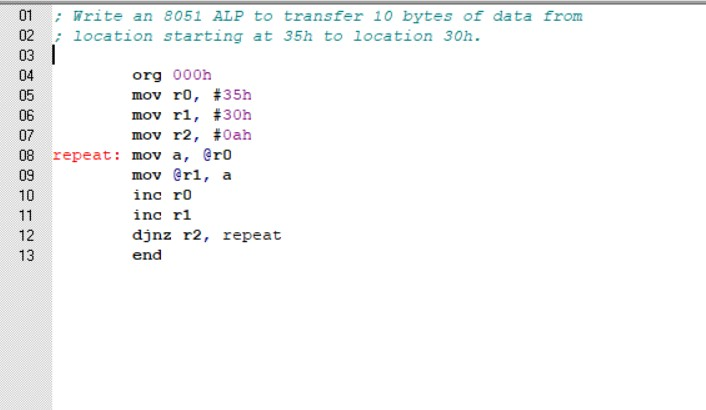 01 ; Write an 8051 ALP to transfer 10 bytes of data from
02 ; location starting at 35h to location 30h.
03
04 org 000h
05 mov r0, #35h
06 mov r1, #30h
07 mov r2, #0ah
08 repeat: mov a, @r0
09 mov @r1, a
10 inc r0
11 inc r1
12 djnz r2, repeat
13 end